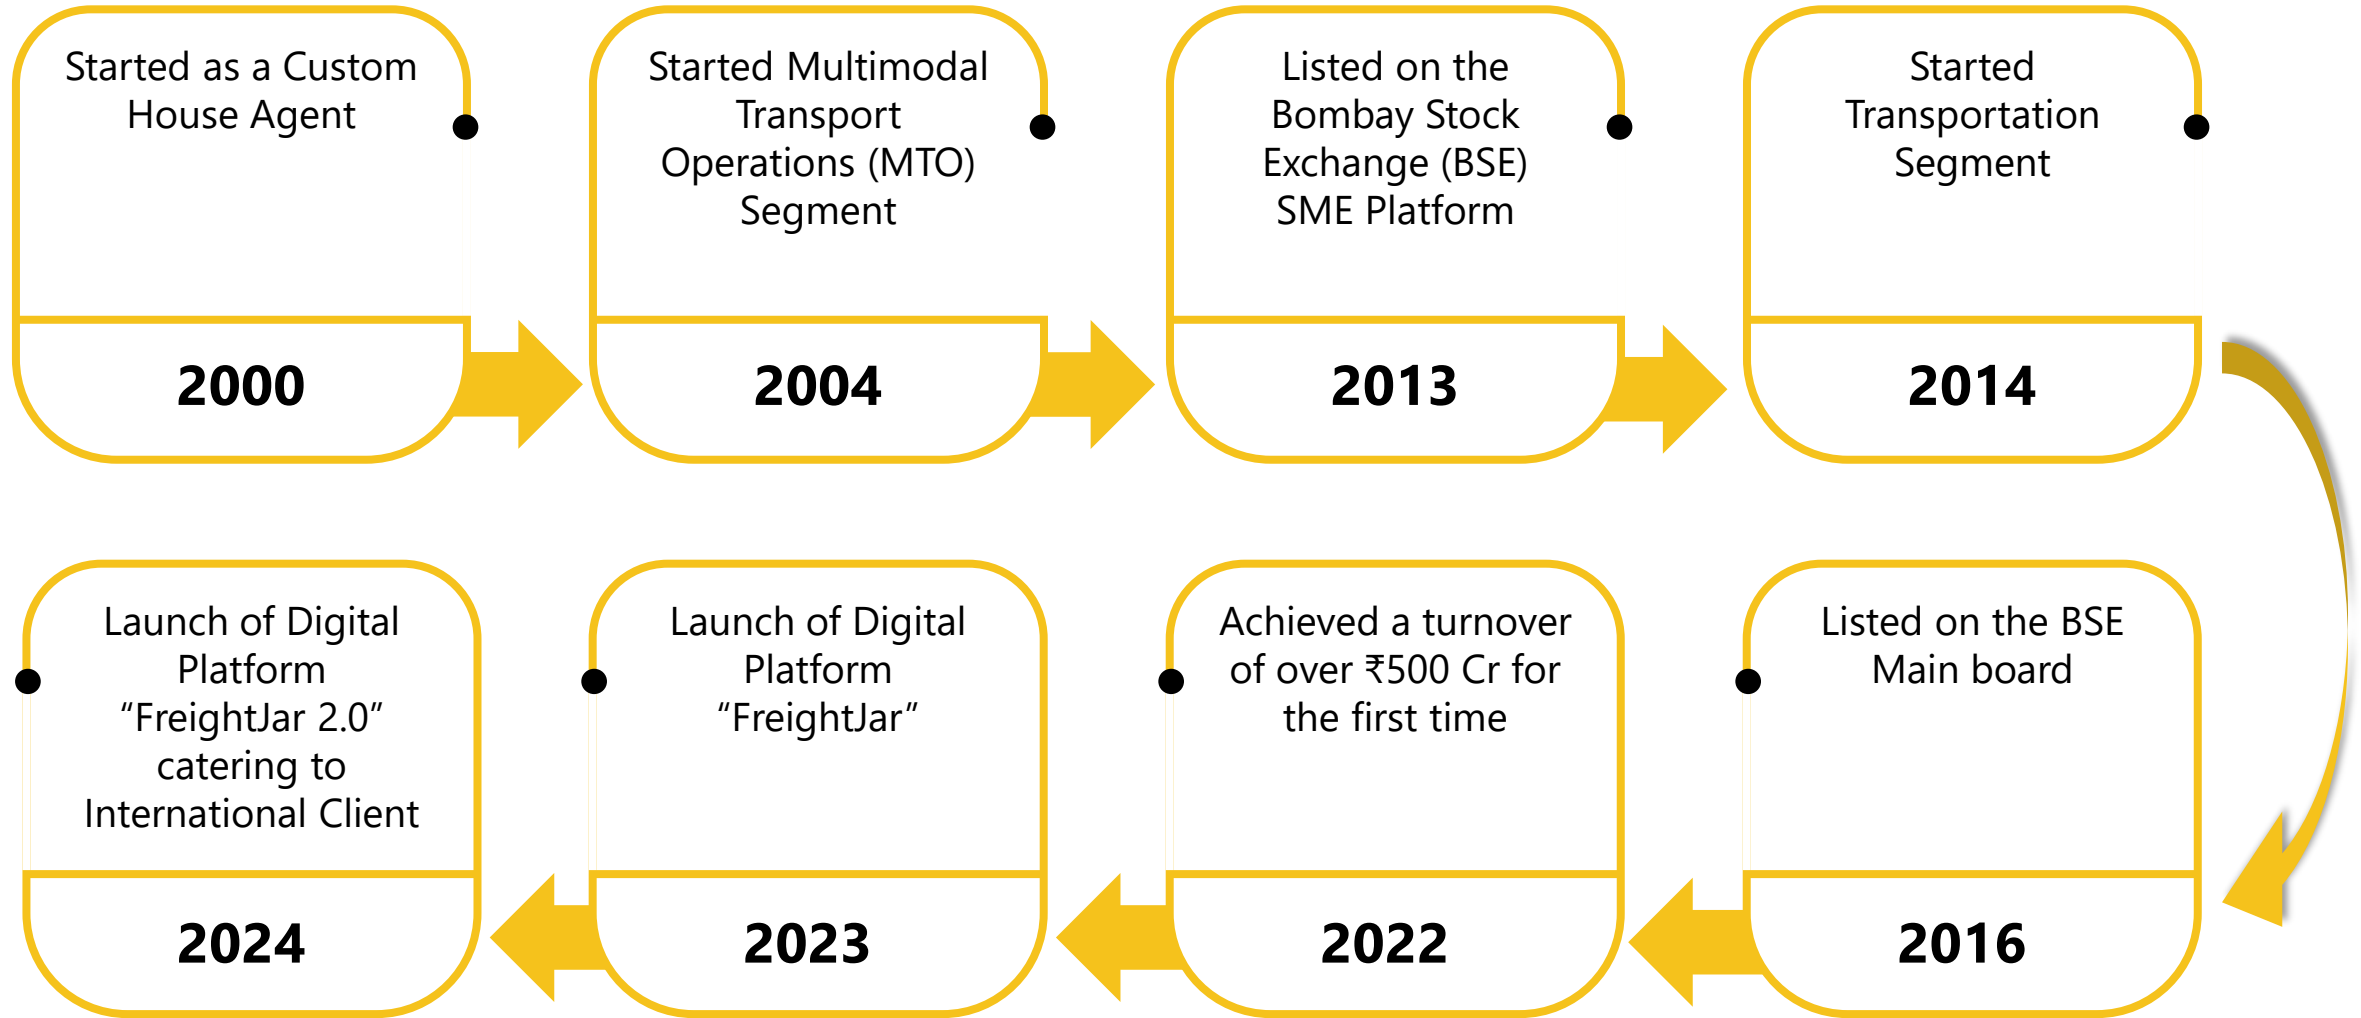 Started as a Custom
House Agent
2000
Started Multimodal
Transport
Operations (MTO)
Segment
2004
Listed on the
Bombay Stock
Exchange (BSE)
SME Platform
2013
Started
Transportation
Segment
2014
Listed on the BSE
Main board
2016
Achieved a turnover
of over ₹500 Cr for
the first time
2022
Launch of Digital
Platform
“FreightJar”
2023
Launch of Digital
Platform
“FreightJar 2.0”
catering to
International Client
2024